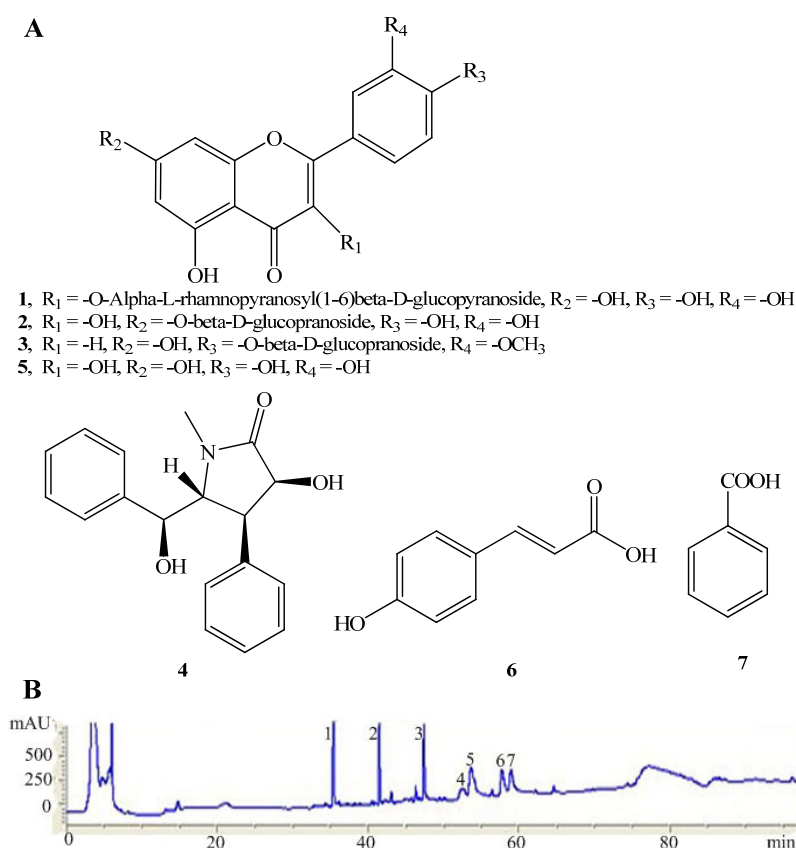 A
R₄
R₃
R₂
O
R₁
OH
O
1, R₁ = -O-Alpha-L-rhamnopyranosyl(1-6)beta-D-glucopyranoside, R₂ = -OH, R₃ = -OH, R₄ = -OH
2, R₁ = -OH, R₂ = -O-beta-D-glucopranoside, R₃ = -OH, R₄ = -OH
3, R₁ = -H, R₂ = -OH, R₃ = -O-beta-D-glucopranoside, R₄ = -OCH₃
5, R₁ = -OH, R₂ = -OH, R₃ = -OH, R₄ = -OH
O
N
H
OH
OH
4
O
OH
HO
6
COOH
7
B
mAU
500
250
0
1
2
3
4
5
6
7
0
20
40
60
80
min